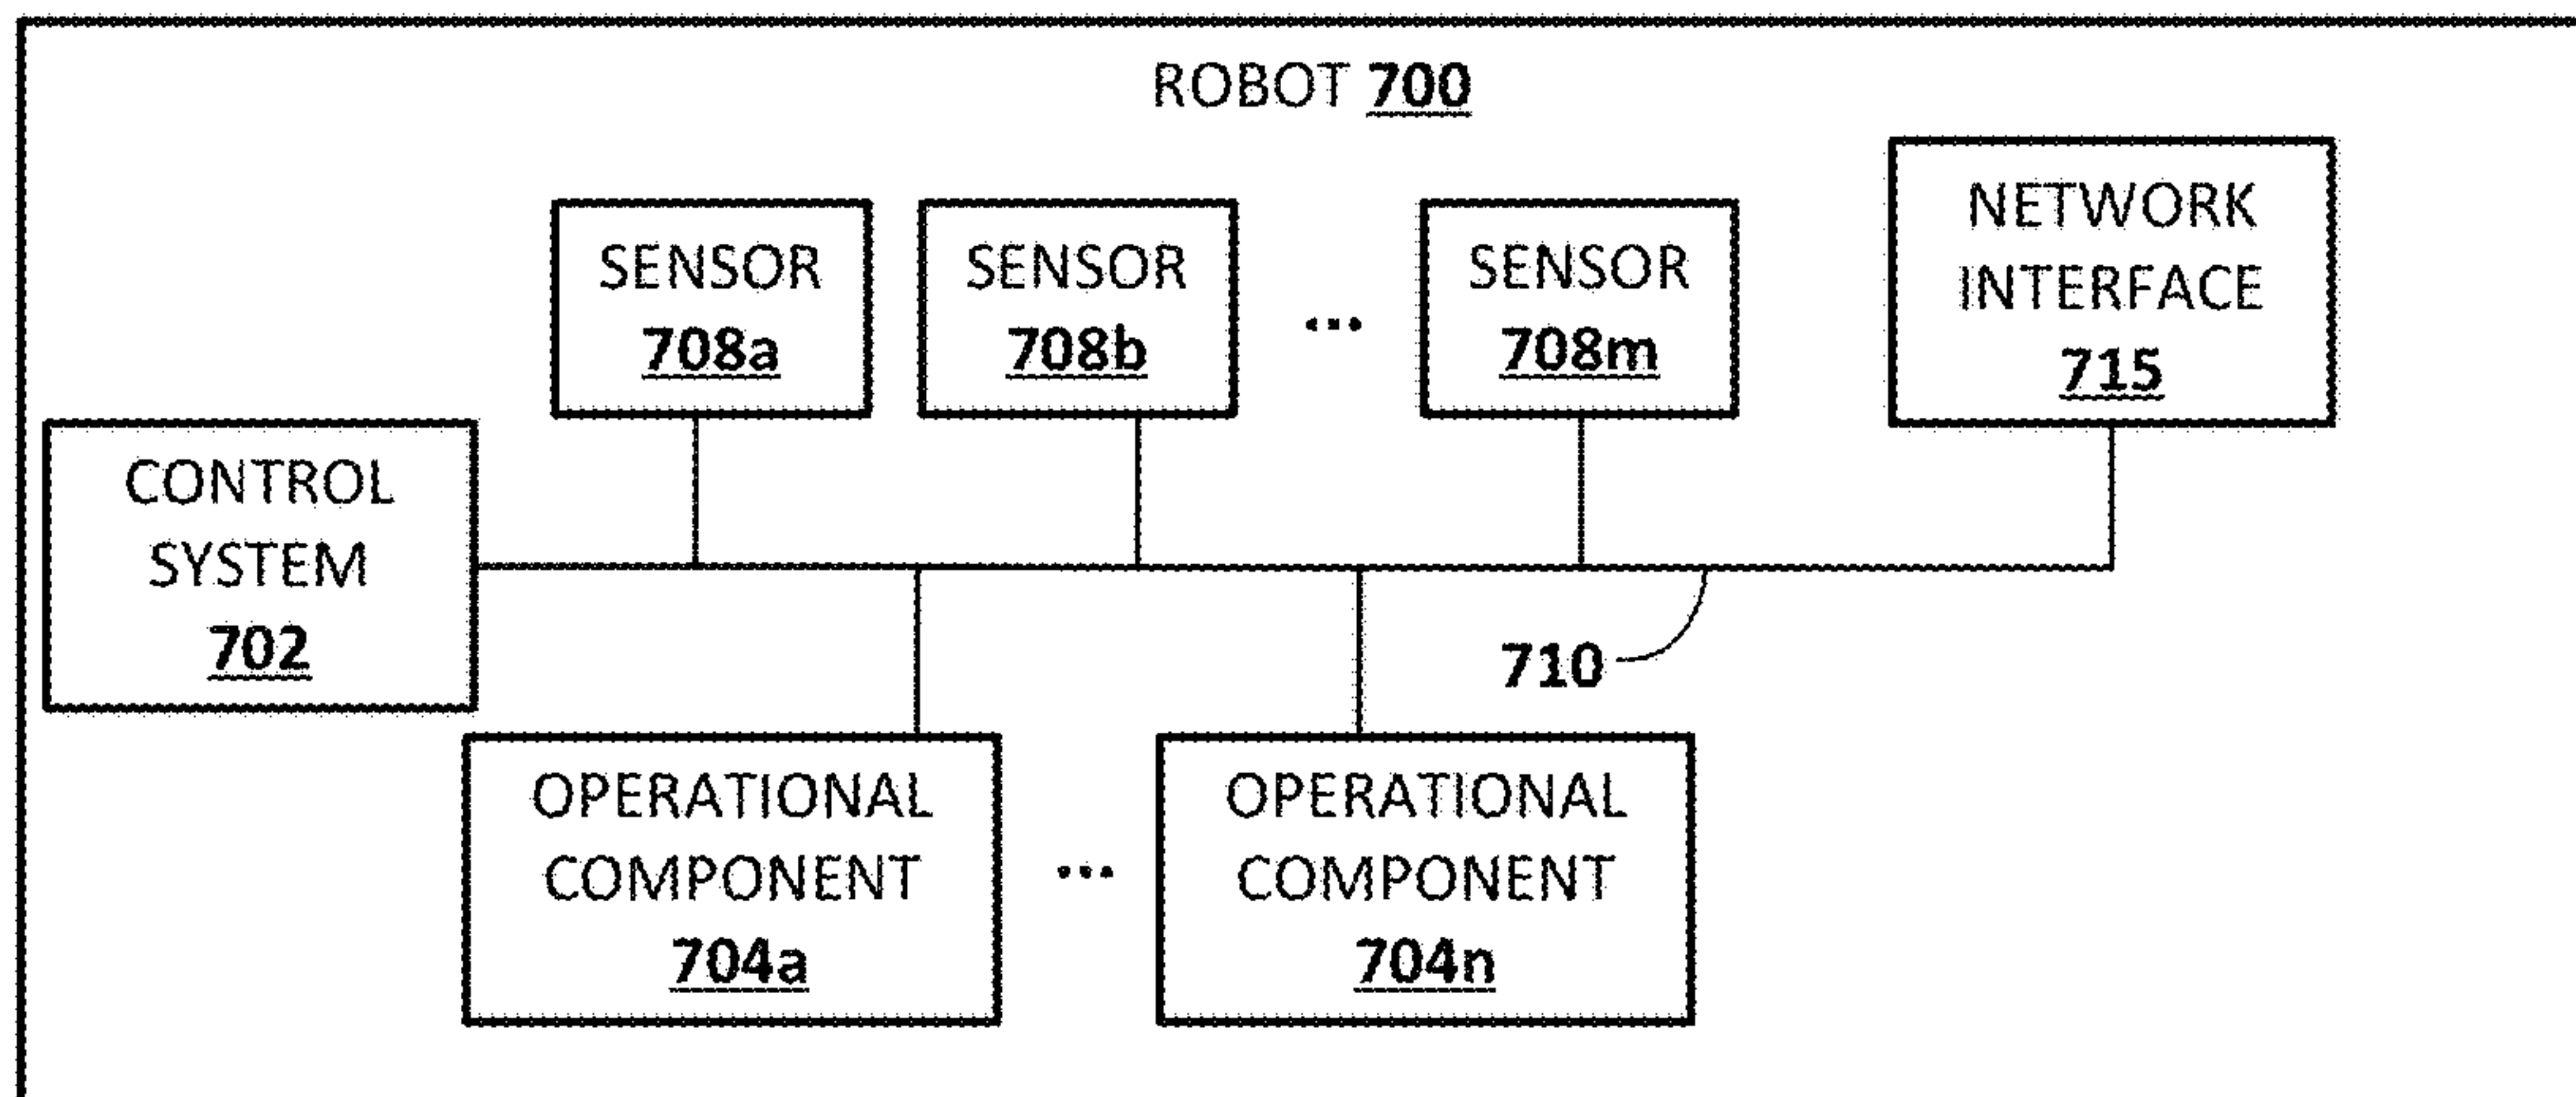 ROBOT 700
SENSOR
708a
SENSOR
708b
...
SENSOR
708m
NETWORK
INTERFACE
715
CONTROL
SYSTEM
702
710
OPERATIONAL
COMPONENT
704a
...
OPERATIONAL
COMPONENT
704n